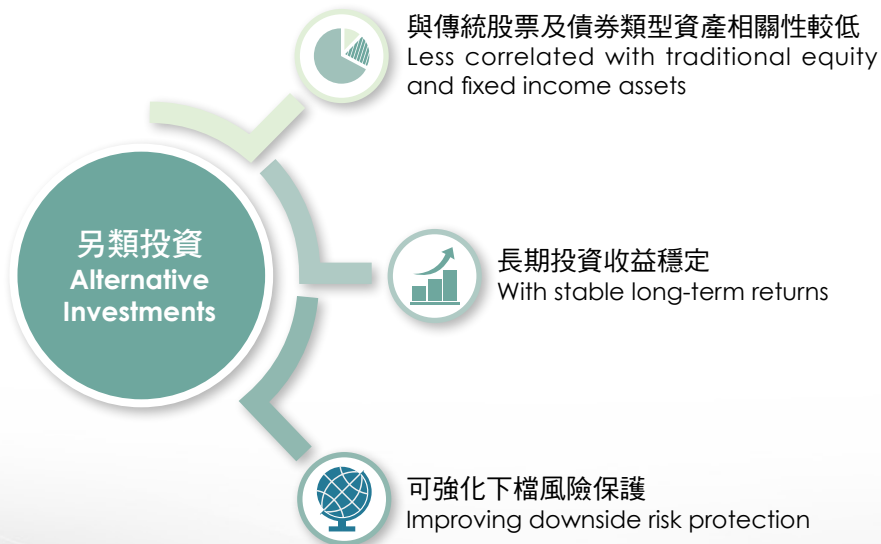 與傳統股票及債券類型資產相關性較低
Less correlated with traditional equity
and fixed income assets
另類投資
Alternative
Investments
長期投資收益穩定
With stable long-term returns
可強化下檔風險保護
Improving downside risk protection